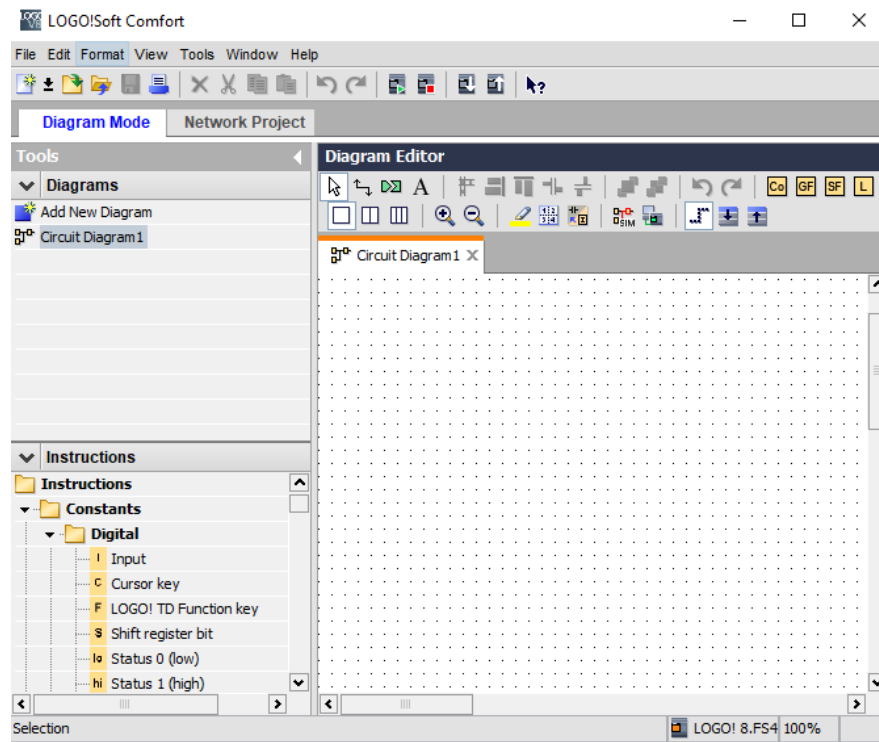 LOGO!Soft Comfort
File Edit Format View Tools Window Help
Diagram Mode Network Project
Tools
Diagram Editor
Diagrams
A Co GF SF L
Add New Diagram
SIM
Circuit Diagram1
Circuit Diagram1
Instructions
Instructions
Constants
Digital
I Input
C Cursor key
F LOGO! TD Function key
S Shift register bit
lo Status 0 (low)
hi Status 1 (high)
Selection
LOGO! 8.FS4 100%